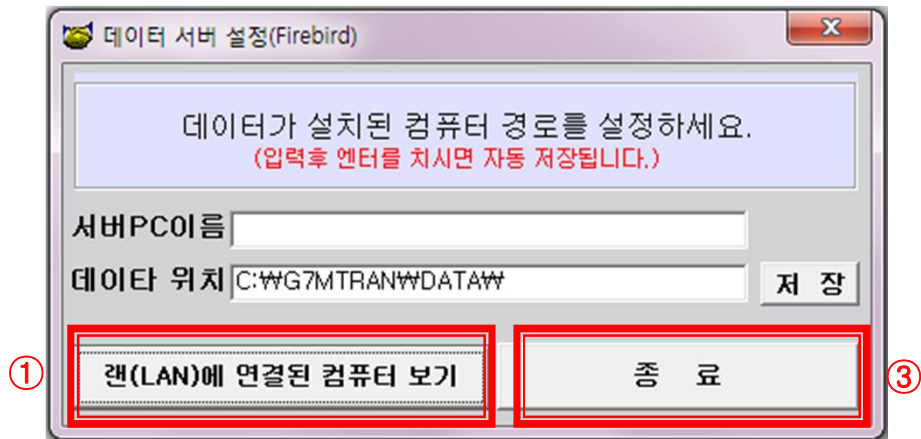 데이터 서버 설정(Firebird)
데이터가 설치된 컴퓨터 경로를 설정하세요.
(입력후 엔터를 치시면 자동 저장됩니다.)
서버PC이름
데이타 위치 C:₩G7MTRAN₩DATA₩
저 장
① 랜(LAN)에 연결된 컴퓨터 보기
종 료 ③